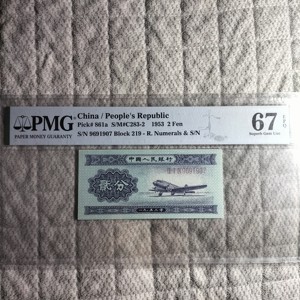 PMG
PAPER MONEY GUARANTY
China / People's Republic
Pick# 861a S/M#C283-2 1953 2 Fen
S/N 9691907 Block 219 - R. Numerals & S/N
67 EPQ
Superb Gem Unc
中國人民銀行
貳分